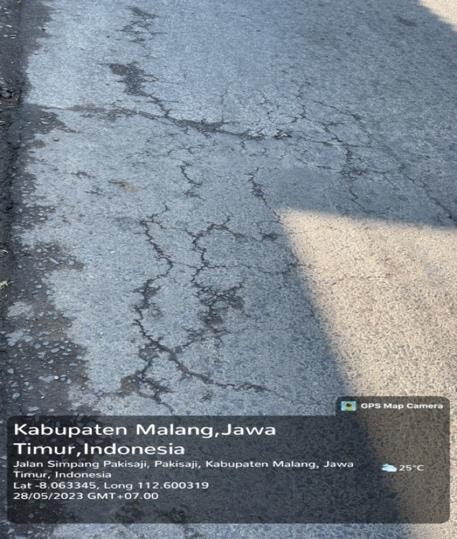 GPS Map Camera
Kabupaten Malang,Jawa
Timur,Indonesia
Jalan Simpang Pakisaji, Pakisaji, Kabupaten Malang, Jawa
Timur, Indonesia
25°C
Lat -8.063345, Long 112.600319
28/05/2023 GMT+07.00